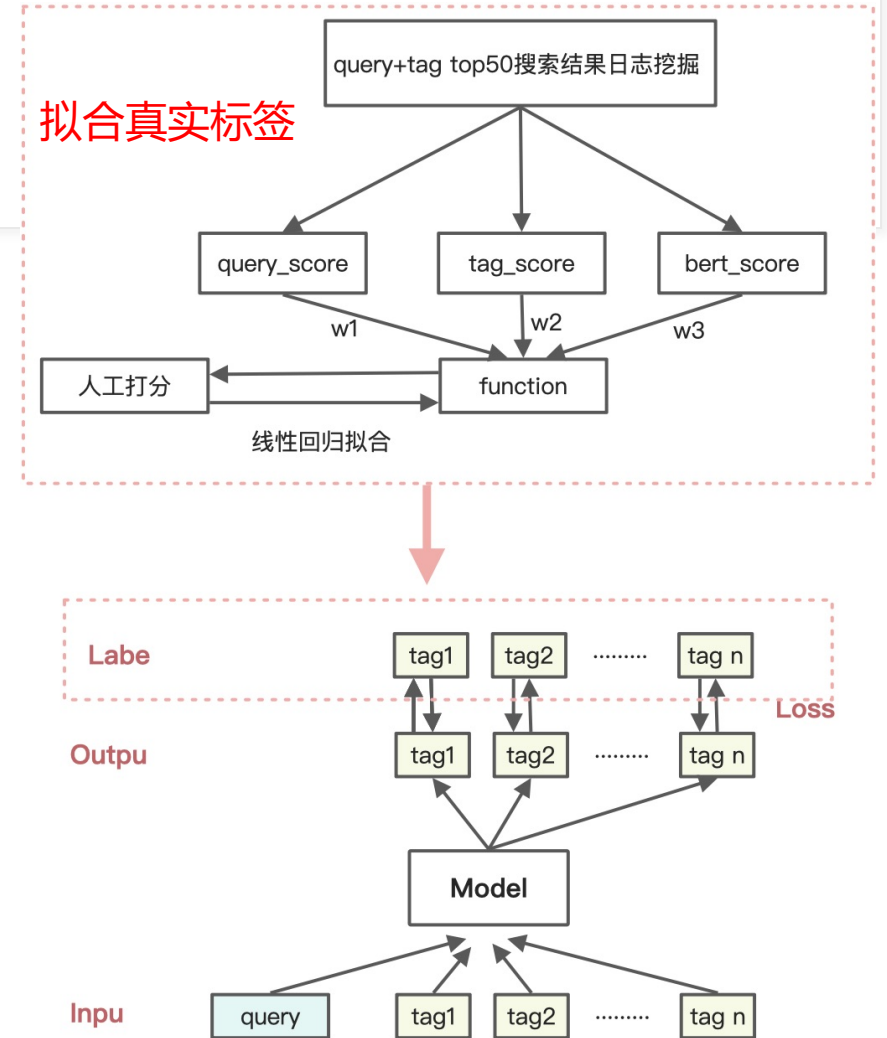 query+tag top50搜索结果日志挖掘
拟合真实标签
query_score
tag_score
bert_score
w1
w2
w3
人工打分
function
线性回归拟合
Labe
tag1
tag2
.........
tag n
Loss
Outpu
tag1
tag2
.........
tag n
Model
Inpu
query
tag1
tag2
.........
tag n